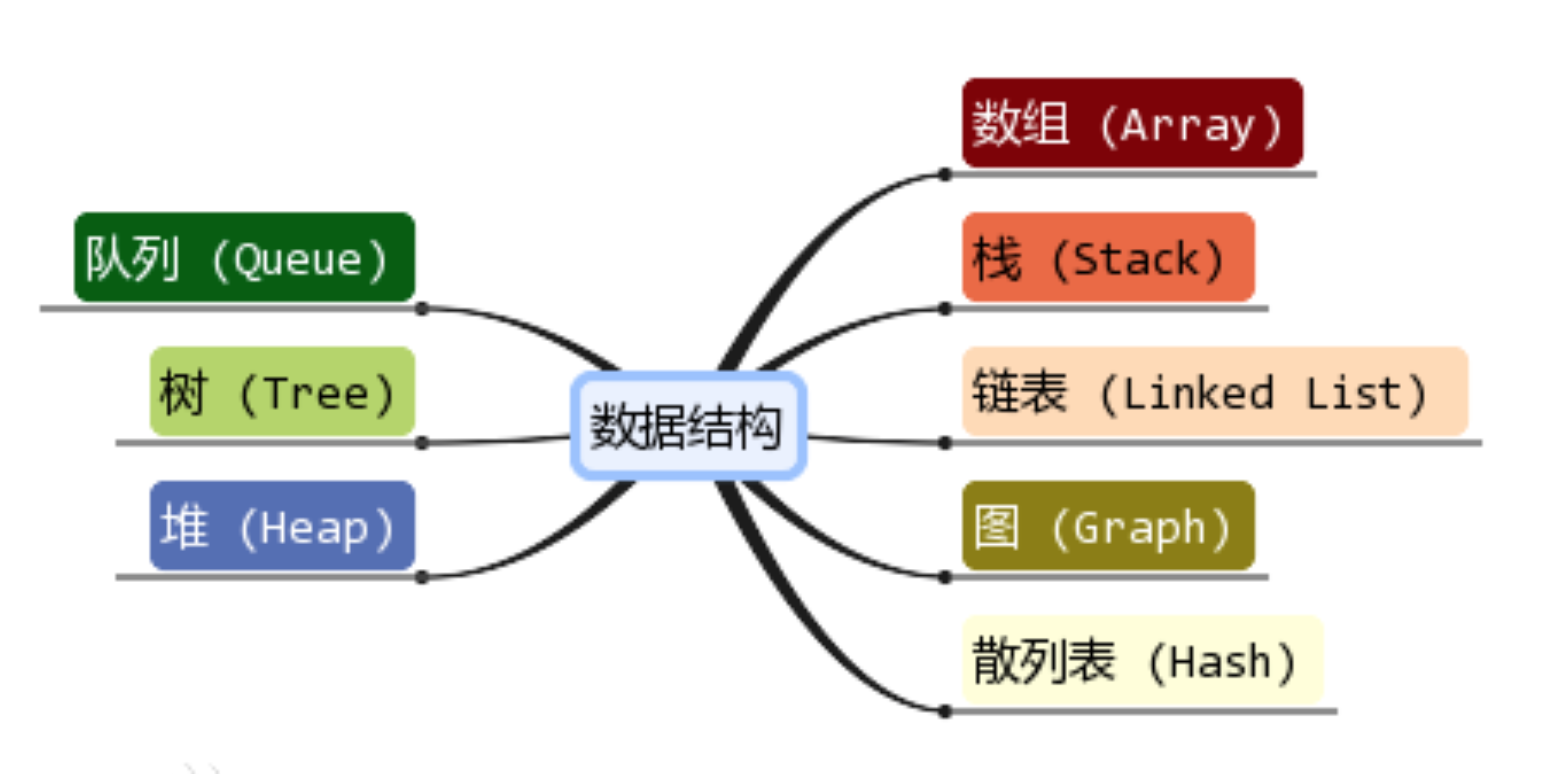 数组 (Array)
队列 (Queue)
栈 (Stack)
树 (Tree)
链表 (Linked List)
数据结构
堆 (Heap)
图 (Graph)
散列表 (Hash)